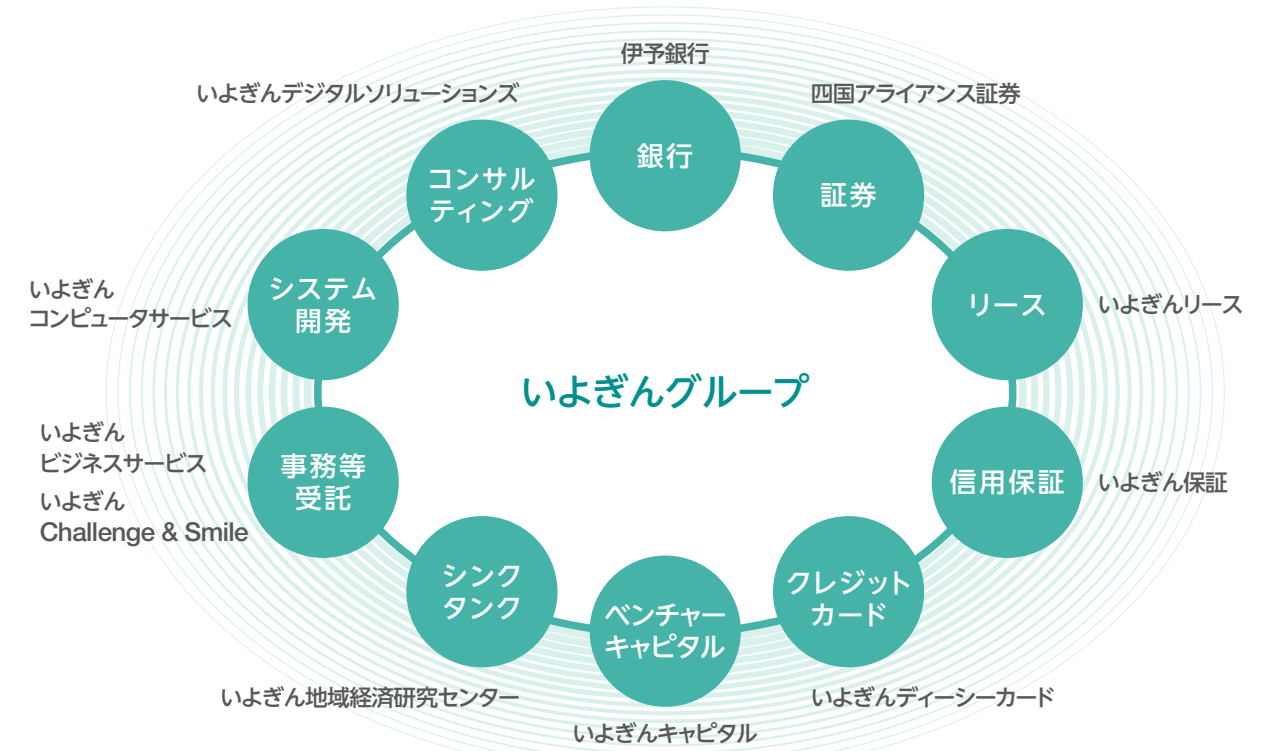 伊予銀行
いよぎんデジタルソリューションズ
四国アライアンス証券
銀行
コンサル
ティング
証券
いよぎん
コンピュータサービス
システム
開発
リース
いよぎんリース
いよぎんグループ
いよぎん
ビジネスサービス
いよぎん
Challenge & Smile
事務等
受託
信用保証
いよぎん保証
シンク
タンク
ベンチャー
キャピタル
クレジット
カード
いよぎん地域経済研究センター
いよぎんキャピタル
いよぎんディーシーカード